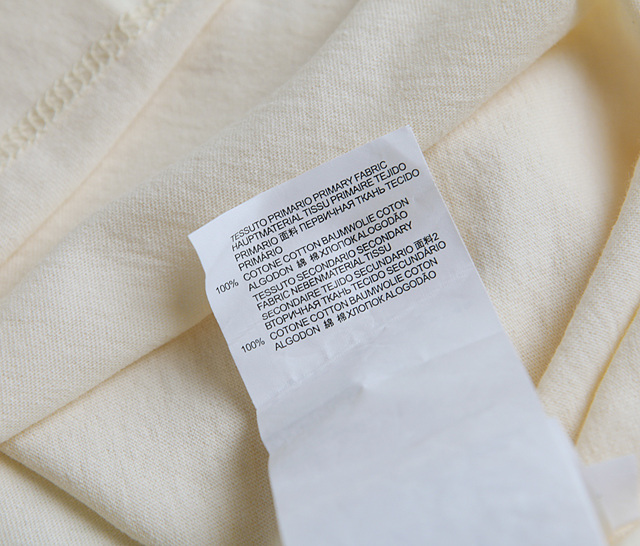 TESSUTO PRIMARIO PRIMARY FABRIC
HAUPTMATERIAL TISSU PRIMAIRE TEJIDO
PRIMARIO 面料 ПЕРВИЧНАЯ ТКАНЬ TECIDO
PRIMÁRIO
100% COTONE COTTON BAUMWOLIE COTON
ALGODON 綿 棉 ХЛОПОК ALOGODÃO
TESSUTO SECONDARIO SECONDARY
FABRIC NEBENMATERIAL TISSU
SECONDAIRE TEJIDO SECUNDARIO 面料2
ВТОРИЧНАЯ ТКАНЬ TECIDO SECUNDÁRIO
100% COTONE COTTON BAUMWOLIE COTON
ALGODON 綿 棉 ХЛОПОК ALOGODÃO